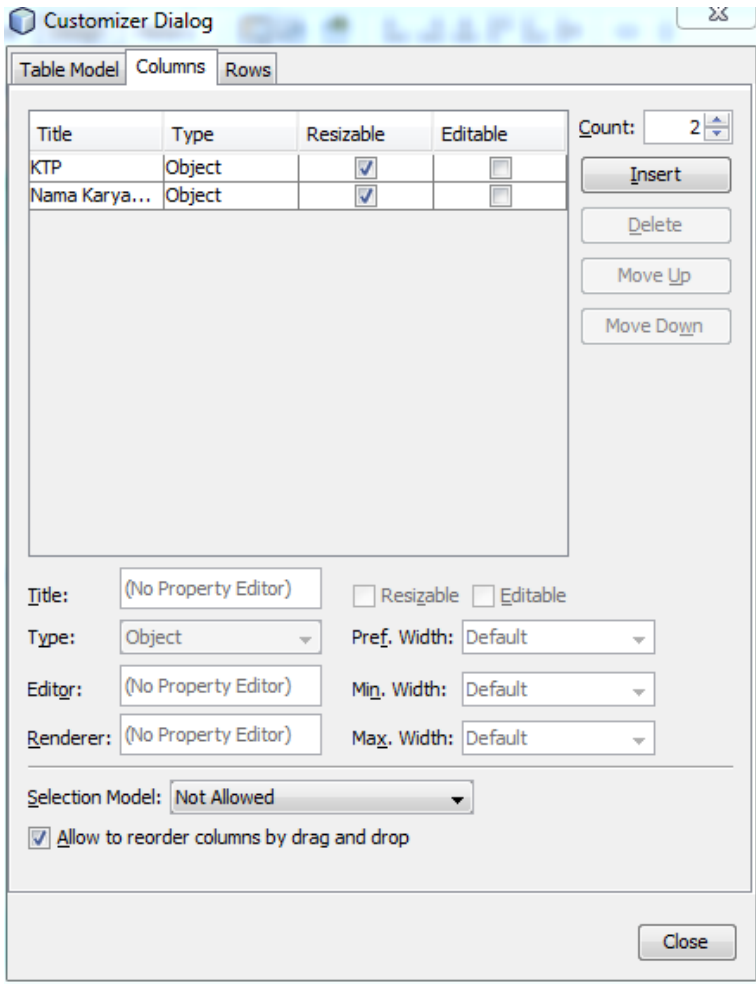 Customizer Dialog
Table Model Columns Rows
Title Type Resizable Editable
KTP Object
Nama Karya... Object
Count: 2
Insert
Delete
Move Up
Move Down
Title: (No Property Editor) Resizable Editable
Type: Object Pref. Width: Default
Editor: (No Property Editor) Min. Width: Default
Renderer: (No Property Editor) Max. Width: Default
Selection Model: Not Allowed
Allow to reorder columns by drag and drop
Close